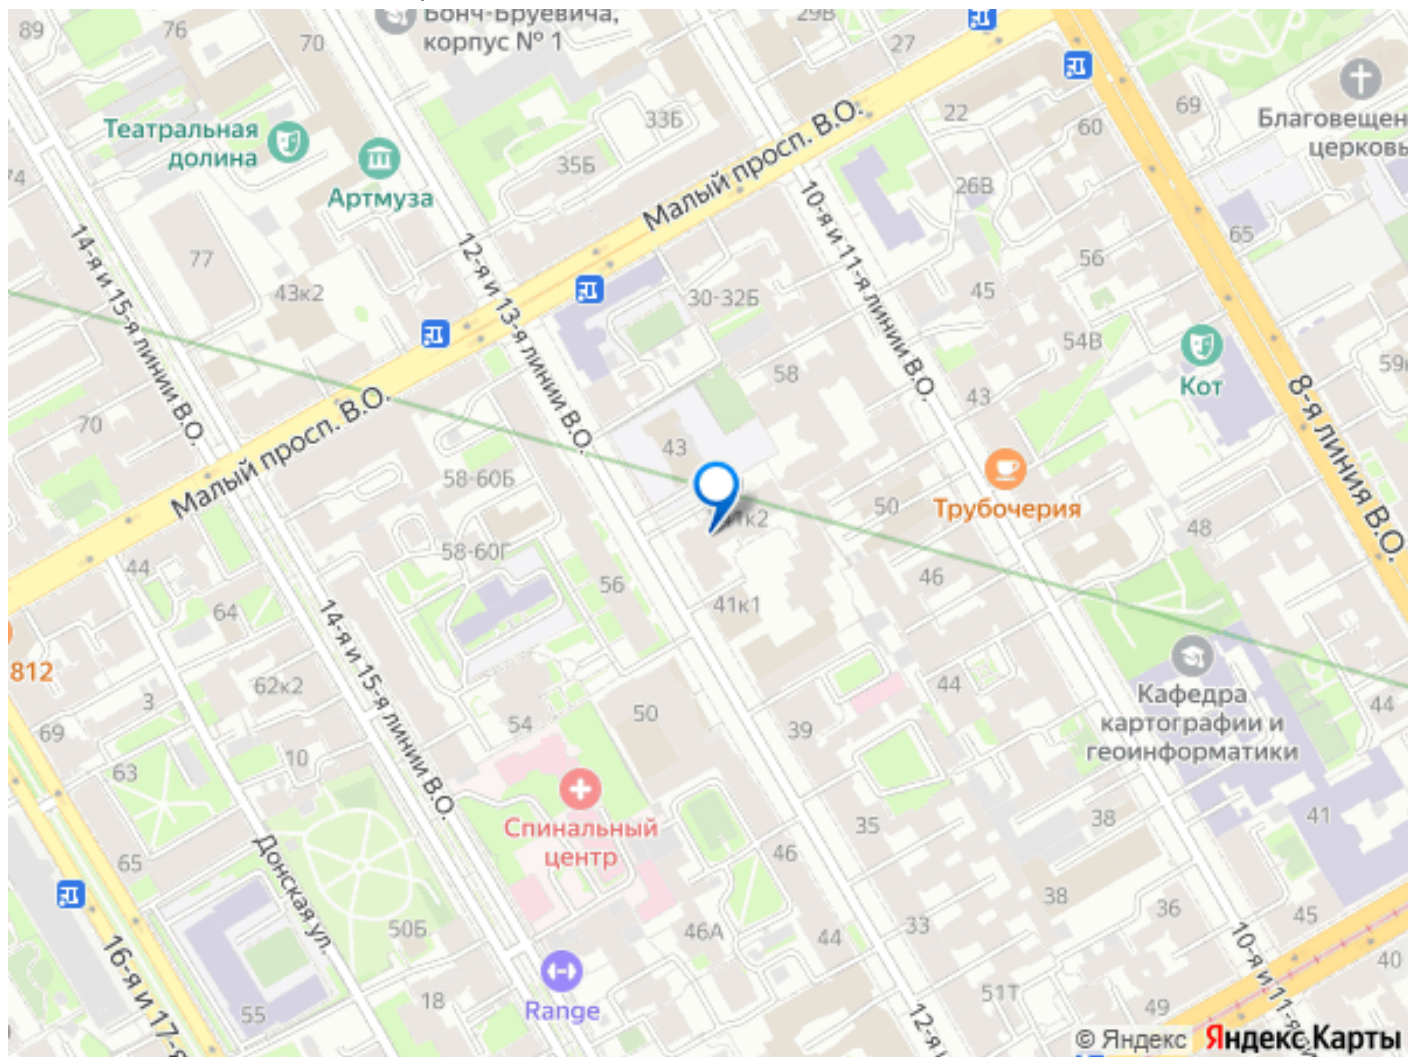 Бонч-Бруевича,
корпус № 1
89
76
70
29В
27
33Б
35Б
22
60
69
Благовещен
церковь
Театральная
долина
Артмуза
Малый просп. В.О.
26В
65
56
74
77
43к2
14-я и 15-я линии В.О.
12-я и 13-я линии В.О.
10-я и 11-я линии В.О.
30-32Б
45
54В
Кот
59
58
43
8-я линия В.О.
70
Малый просп. В.О.
43
58-60Б
Трубочерия
50
48
41к2
58-60Г
44
56
46
64
41к1
14-я и 15-я линии В.О.
812
62к2
3
69
54
50
39
44
Кафедра
картографии и
геоинформатики
44
63
10
Спинальный
центр
35
38
41
65
Донская ул.
46
38
36
45
50Б
46А
44
33
10-я и 11-я
40
16-я и 17-я
55
18
Range
12-я и
51Т
49
© Яндекс Яндекс Карты